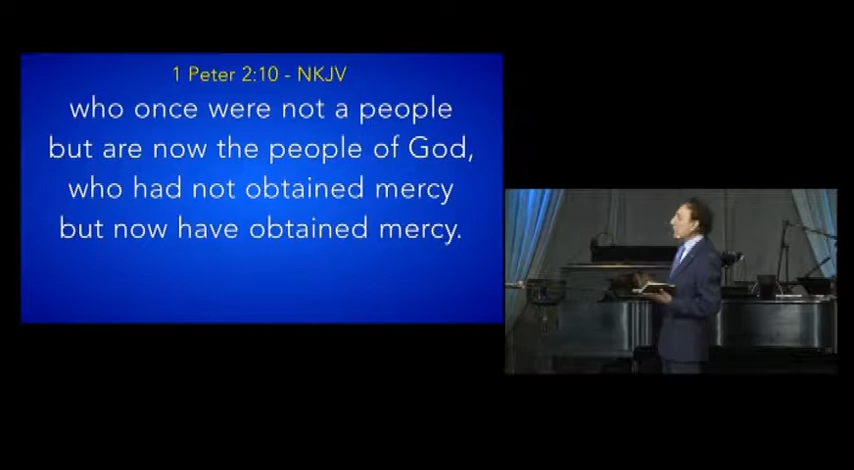 1 Peter 2:10 - NKJV
who once were not a people
but are now the people of God,
who had not obtained mercy
but now have obtained mercy.